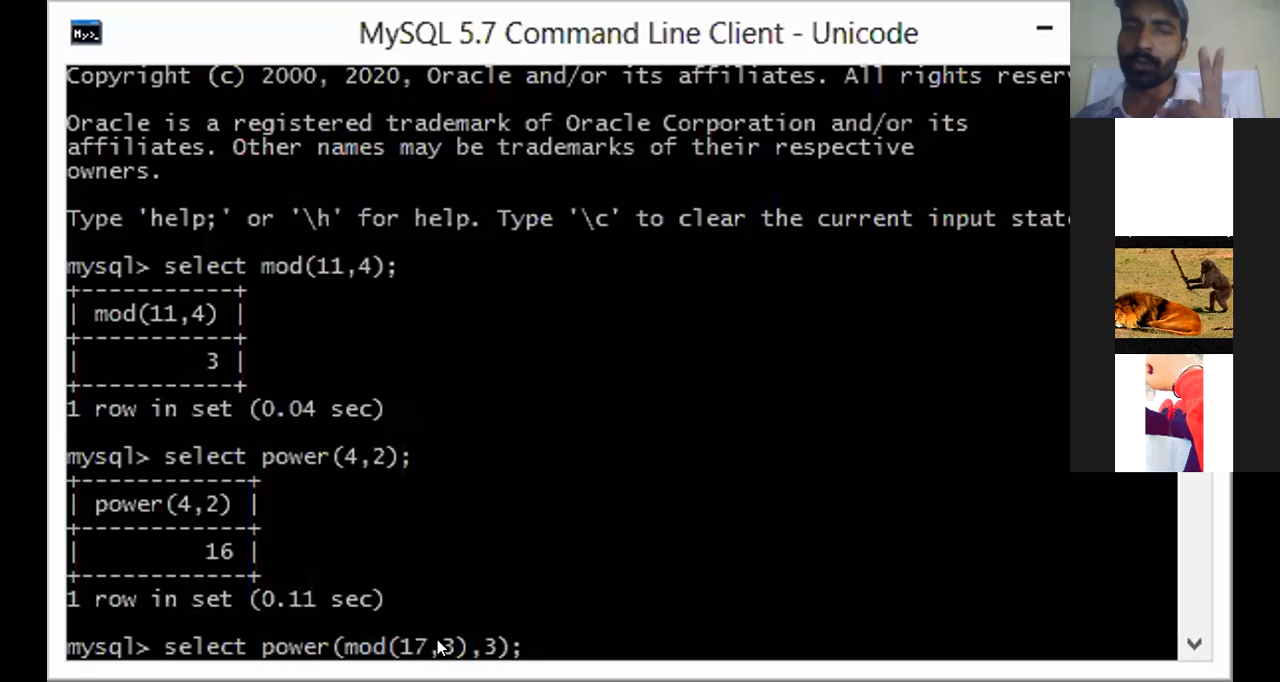 MySQL 5.7 Command Line Client - Unicode
Copyright (c) 2000, 2020, Oracle and/or its affiliates. All rights reser
Oracle is a registered trademark of Oracle Corporation and/or its
affiliates. Other names may be trademarks of their respective
owners.
Type 'help;' or '\h' for help. Type '\c' to clear the current input stat
mysql> select mod(11,4);
+-----------+
| mod(11,4) |
+-----------+
|         3 |
+-----------+
1 row in set (0.04 sec)
mysql> select power(4,2);
+------------+
| power(4,2) |
+------------+
|         16 |
+------------+
1 row in set (0.11 sec)
mysql> select power(mod(17,3),3);